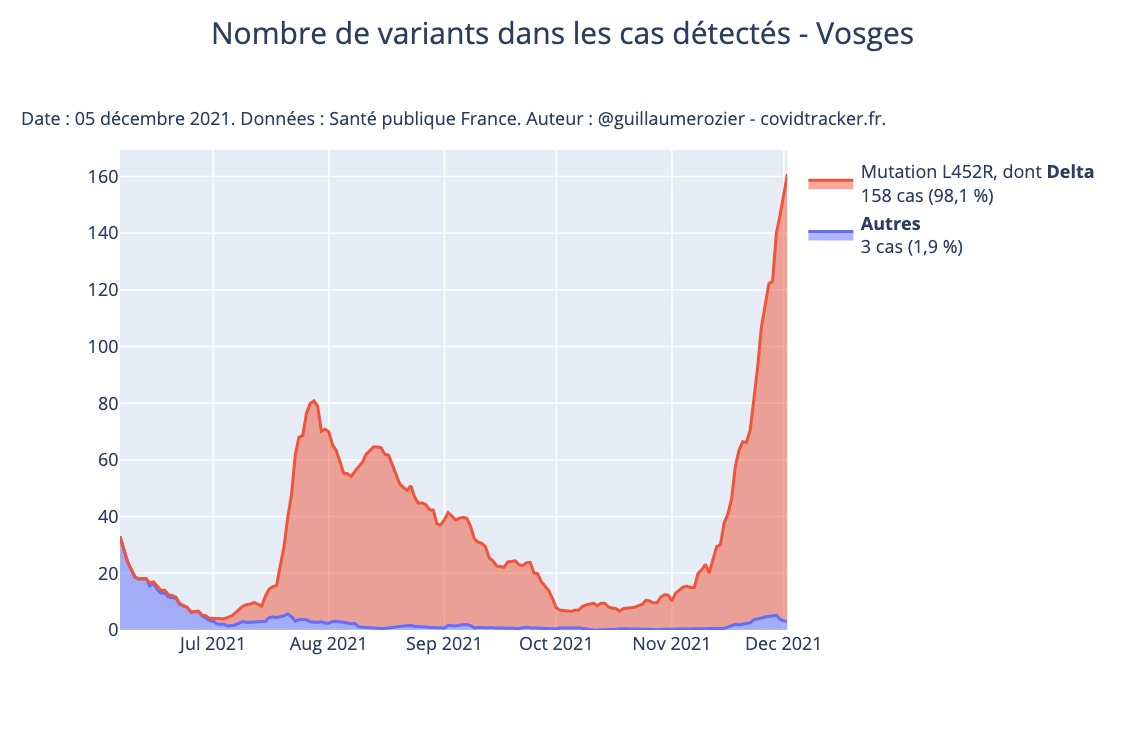 Nombre de variants dans les cas détectés - Vosges
Date : 05 décembre 2021. Données : Santé publique France. Auteur : @guillaumerozier - covidtracker.fr.
Mutation L452R, dont Delta
158 cas (98,1 %)
Autres
3 cas (1,9 %)
160
140
120
100
80
60
40
20
0
Jul 2021
Aug 2021
Sep 2021
Oct 2021
Nov 2021
Dec 2021